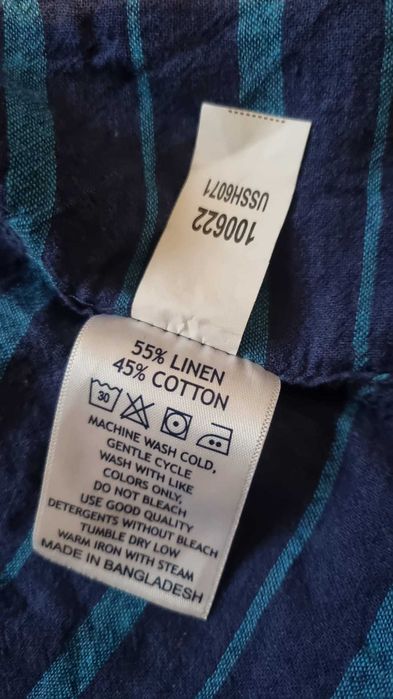 100622
USSH6071
55% LINEN
45% COTTON
30
MACHINE WASH COLD,
GENTLE CYCLE
WASH WITH LIKE
COLORS ONLY,
DO NOT BLEACH
USE GOOD QUALITY
DETERGENTS WITHOUT BLEACH
TUMBLE DRY LOW
WARM IRON WITH STEAM
MADE IN BANGLADESH